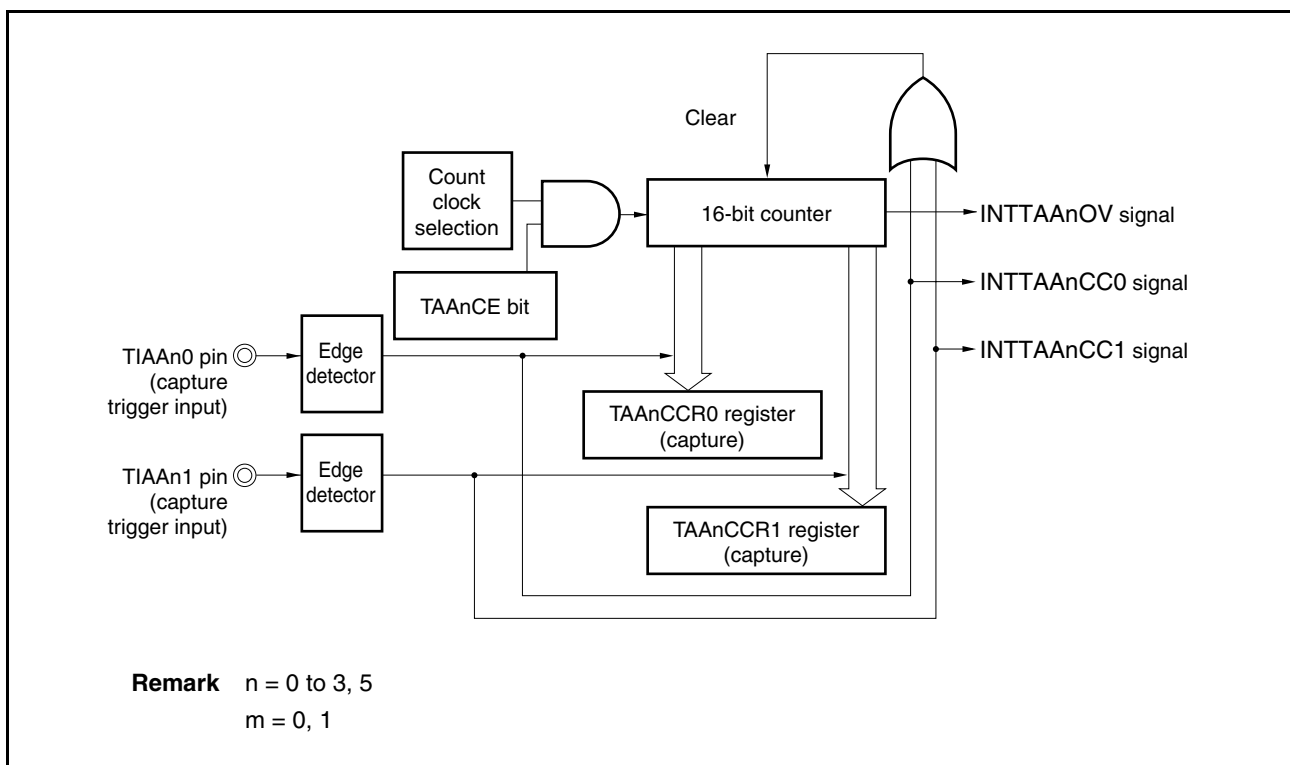 Clear
Count
clock
selection
16-bit counter
INTTAAnOV signal
TAAnCE bit
INTTAAnCC0 signal
INTTAAnCC1 signal
TIAAn0 pin
(capture
trigger input)
Edge
detector
TAAnCCR0 register
(capture)
TIAAn1 pin
(capture
trigger input)
Edge
detector
TAAnCCR1 register
(capture)
Remark n = 0 to 3, 5
m = 0, 1